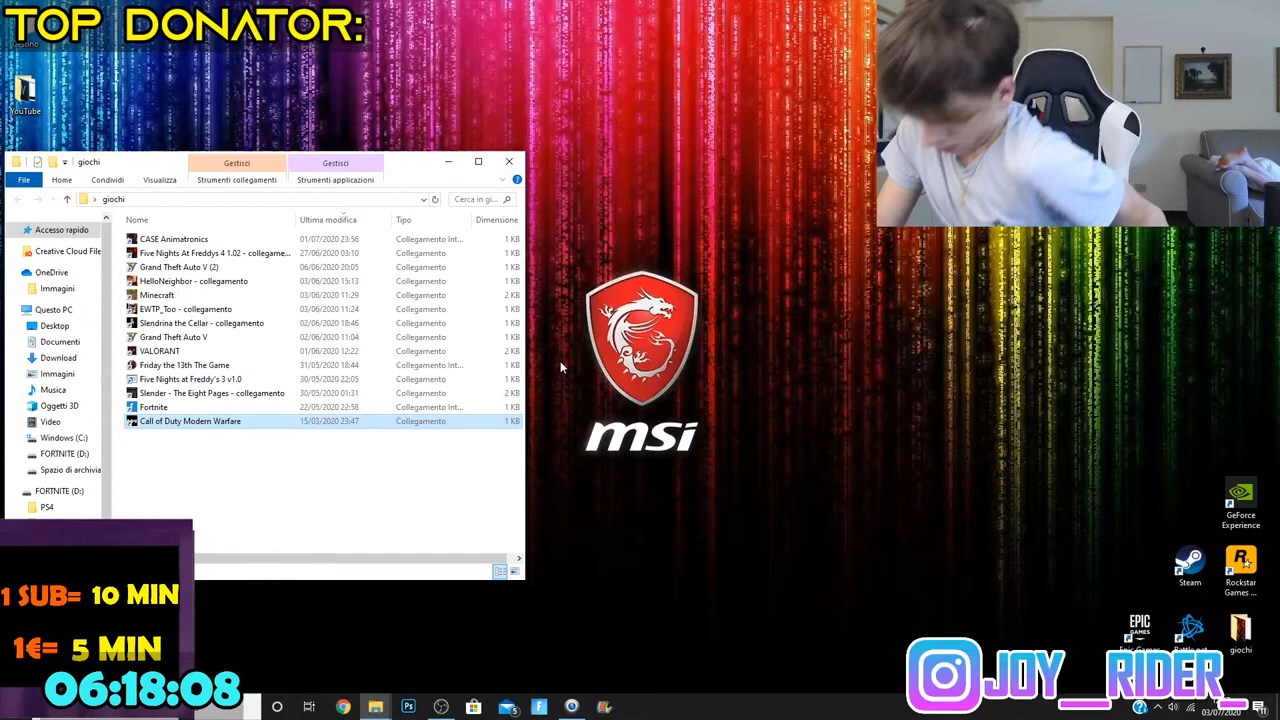 TOP DONATOR:
YouTube
giochi
Gestisci
Gestisci
File
Home
Condividi
Visualizza
Strumenti collegamenti
Strumenti applicazioni
giochi
Cerca in gi...
Nome
Ultima modifica
Tipo
Dimensione
Accesso rapido
Creative Cloud File
OneDrive
Immagini
Questo PC
Desktop
Documenti
Download
Immagini
Musica
Oggetti 3D
Video
Windows (C:)
FORTNITE (D:)
Spazio di archivia
FORTNITE (D:)
PS4
CASE Animatronics 01/07/2020 23:56 Collegamento Int... 1 KB
Five Nights At Freddys 4 1.02 - collegame... 27/06/2020 03:10 Collegamento 1 KB
Grand Theft Auto V (2) 06/06/2020 20:05 Collegamento 1 KB
HelloNeighbor - collegamento 03/06/2020 15:13 Collegamento 1 KB
Minecraft 03/06/2020 11:29 Collegamento 2 KB
EWTP_Too - collegamento 03/06/2020 11:24 Collegamento 1 KB
Slendrina the Cellar - collegamento 02/06/2020 18:46 Collegamento 1 KB
Grand Theft Auto V 02/06/2020 11:04 Collegamento 1 KB
VALORANT 01/06/2020 12:22 Collegamento 2 KB
Friday the 13th The Game 31/05/2020 18:44 Collegamento Int... 1 KB
Five Nights at Freddy's 3 v1.0 30/05/2020 22:05 Collegamento 1 KB
Slender - The Eight Pages - collegamento 30/05/2020 01:31 Collegamento 2 KB
Fortnite 22/05/2020 22:58 Collegamento Int... 1 KB
Call of Duty Modern Warfare 15/03/2020 23:47 Collegamento 1 KB
msi
GeForce
Experience
Steam
Rockstar
Games ...
EPIC
GAMES
Epic Games
Battle.net
giochi
1 SUB= 10 MIN
1€= 5 MIN
06:18:08
JOY__RIDER_
03/07/2020